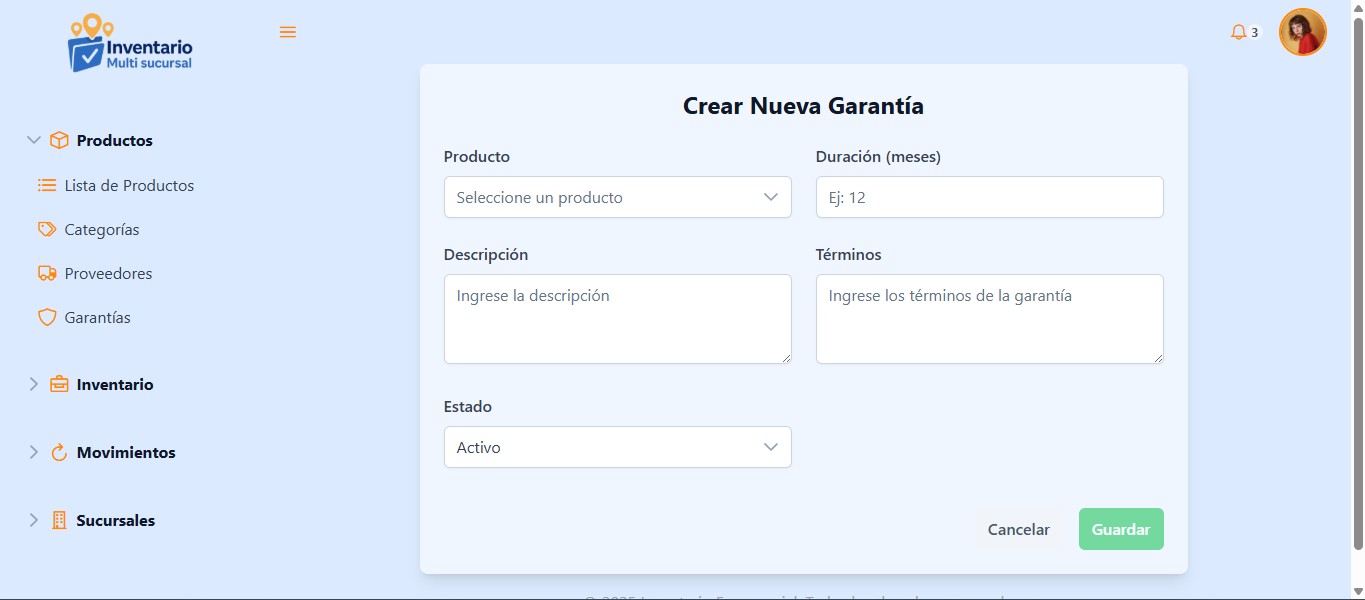 Inventario
Multi sucursal
3
Productos
Lista de Productos
Categorías
Proveedores
Garantías
Inventario
Movimientos
Sucursales
Crear Nueva Garantía
Producto
Duración (meses)
Seleccione un producto
Ej: 12
Descripción
Términos
Ingrese la descripción
Ingrese los términos de la garantía
Estado
Activo
Cancelar
Guardar